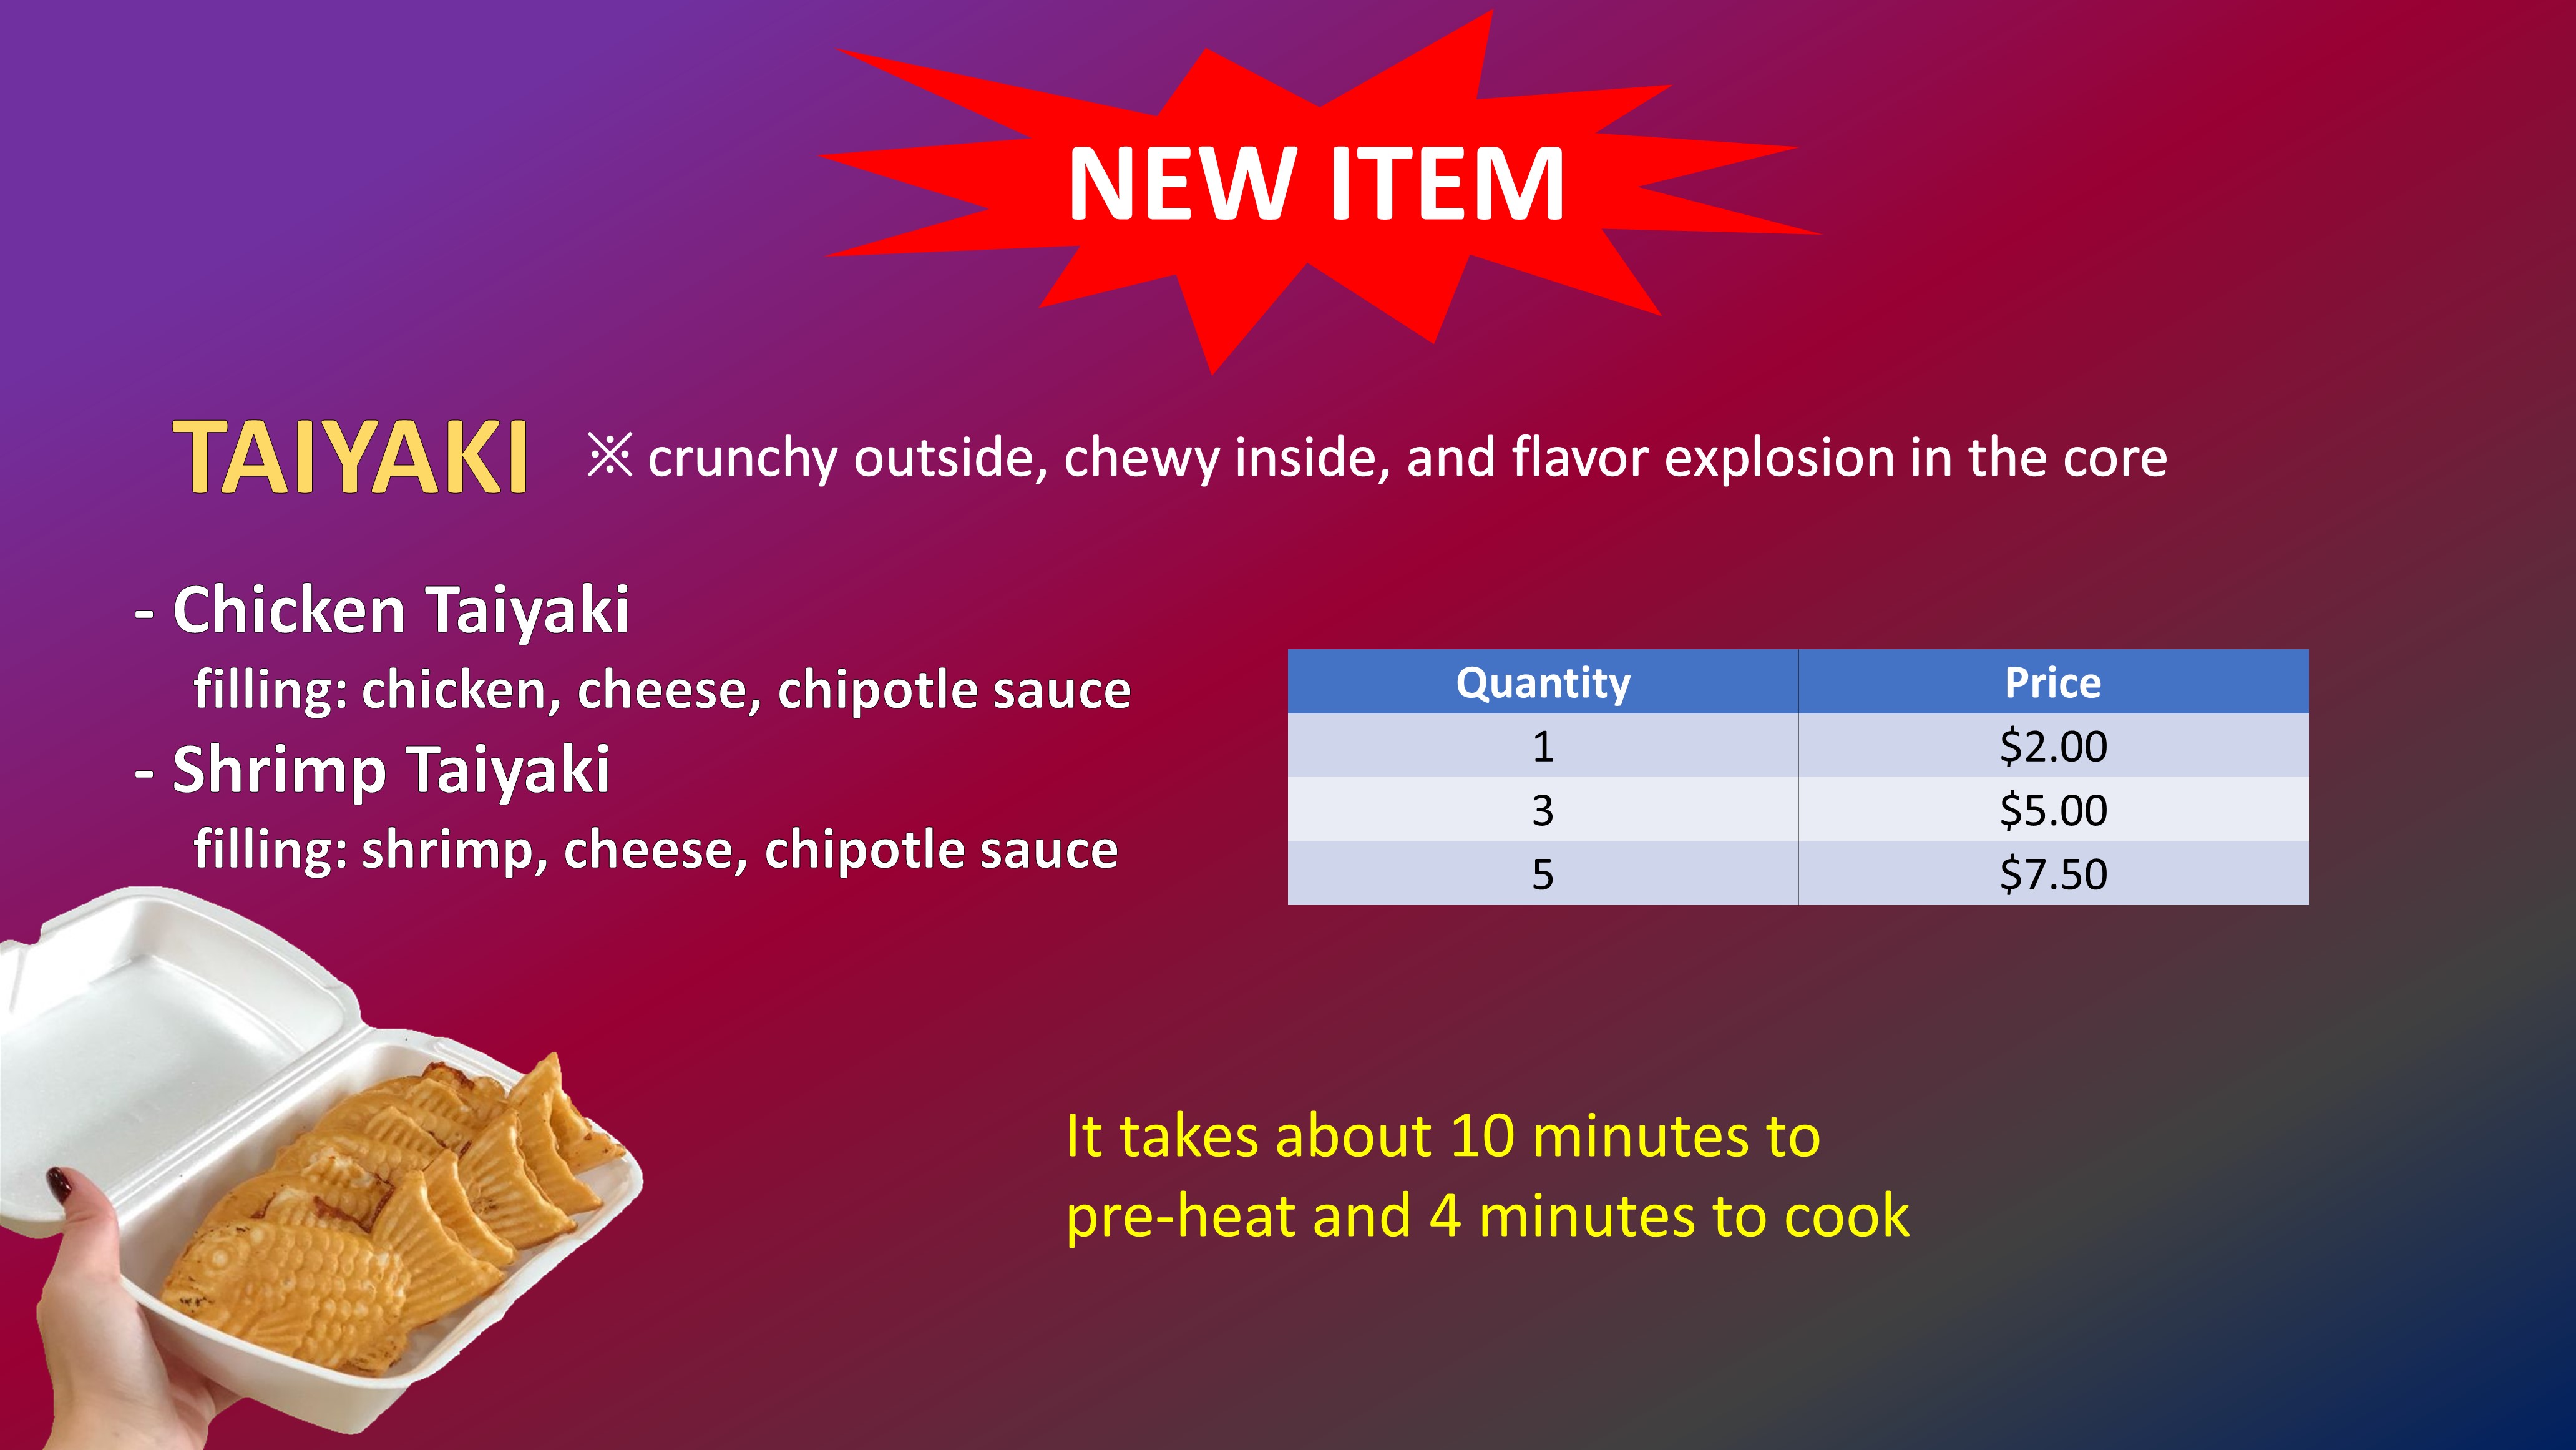 NEW ITEM
TAIYAKI ※ crunchy outside, chewy inside, and flavor explosion in the core
- Chicken Taiyaki
filling: chicken, cheese, chipotle sauce
- Shrimp Taiyaki
filling: shrimp, cheese, chipotle sauce
Quantity Price
1 $2.00
3 $5.00
5 $7.50
It takes about 10 minutes to
pre-heat and 4 minutes to cook